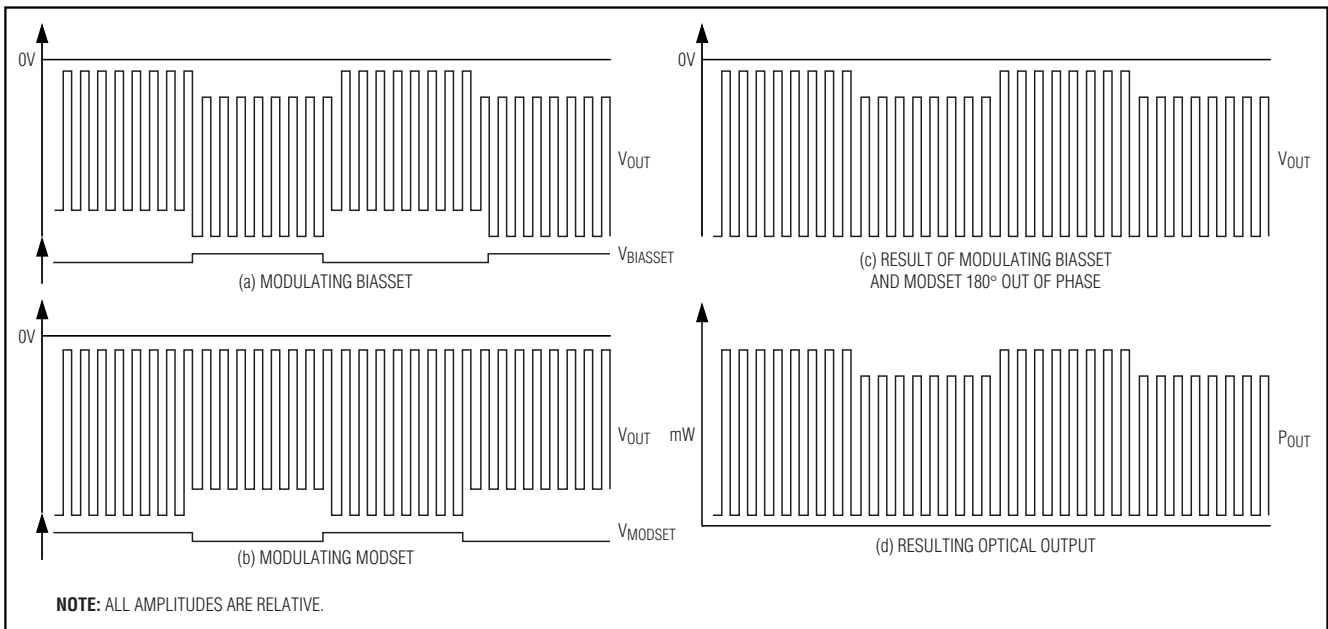 0V
VOUT
VBIASSET
(a) MODULATING BIASSET
0V
VOUT
VMODSET
(b) MODULATING MODSET
0V
VOUT
(c) RESULT OF MODULATING BIASSET
AND MODSET 180° OUT OF PHASE
mW
POUT
(d) RESULTING OPTICAL OUTPUT
NOTE: ALL AMPLITUDES ARE RELATIVE.